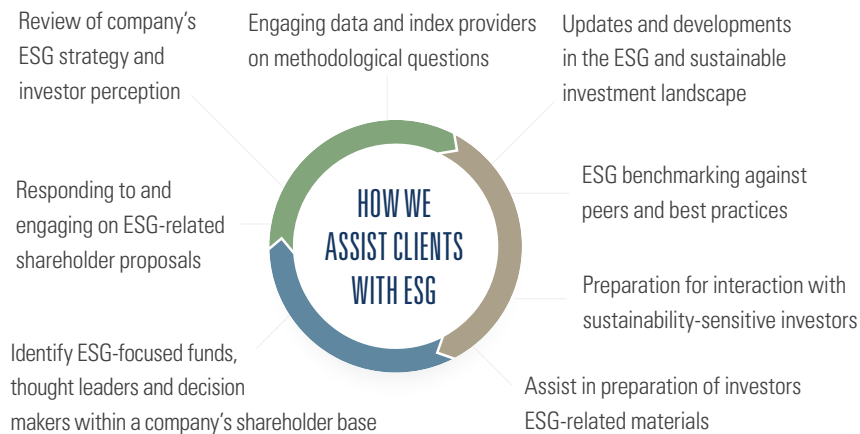 Review of company's
ESG strategy and
investor perception
Engaging data and index providers
on methodological questions
Updates and developments
in the ESG and sustainable
investment landscape
ESG benchmarking against
peers and best practices
Preparation for interaction with
sustainability-sensitive investors
Assist in preparation of investors
ESG-related materials
Identify ESG-focused funds,
thought leaders and decision
makers within a company's shareholder base
Responding to and
engaging on ESG-related
shareholder proposals
HOW WE
ASSIST CLIENTS
WITH ESG